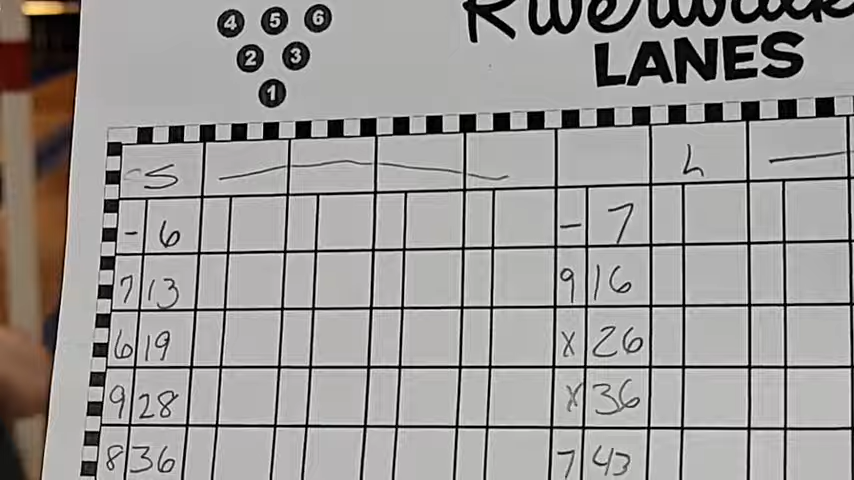 4 5 6
2 3
1
Riverwalk
LANES
S L
- 6 - 7
7 13 9 16
6 19 X 26
9 28 X 36
8 36 7 43